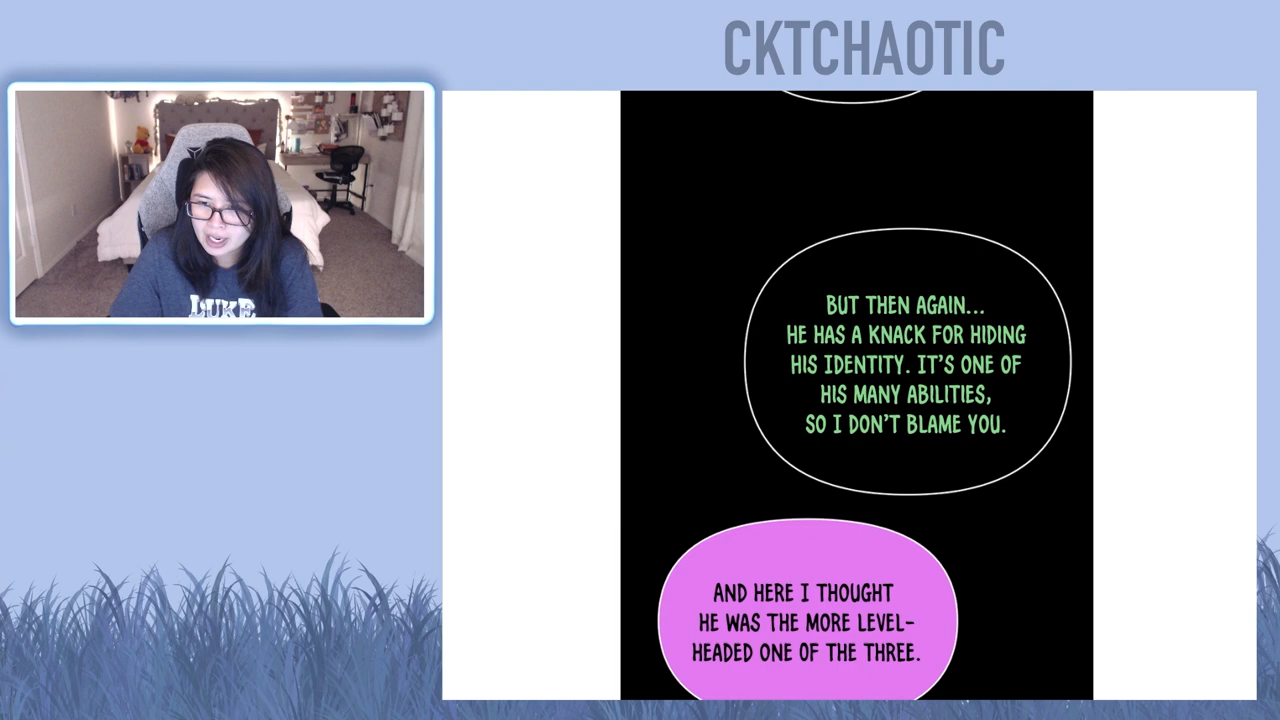 CKTCHAOTIC
LUKE
BUT THEN AGAIN...
HE HAS A KNACK FOR HIDING
HIS IDENTITY. IT'S ONE OF
HIS MANY ABILITIES,
SO I DON'T BLAME YOU.
AND HERE I THOUGHT
HE WAS THE MORE LEVEL-
HEADED ONE OF THE THREE.